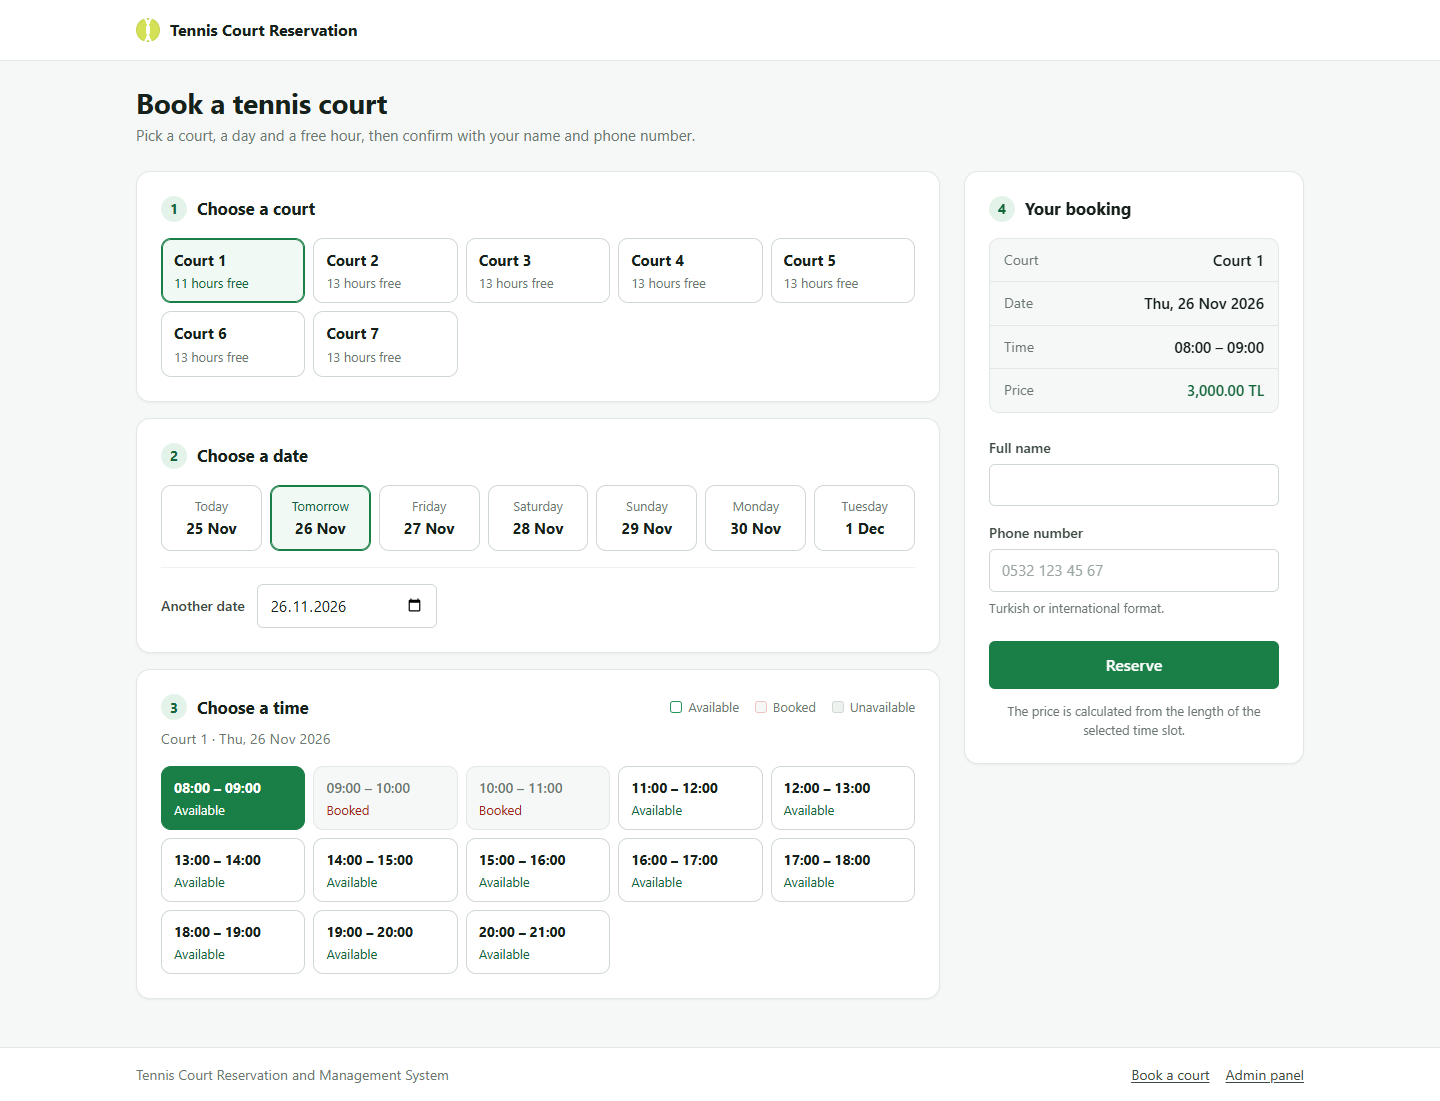 Tennis Court Reservation
Book a tennis court
Pick a court, a day and a free hour, then confirm with your name and phone number.
1 Choose a court
Court 1
11 hours free
Court 2
13 hours free
Court 3
13 hours free
Court 4
13 hours free
Court 5
13 hours free
Court 6
13 hours free
Court 7
13 hours free
2 Choose a date
Today
25 Nov
Tomorrow
26 Nov
Friday
27 Nov
Saturday
28 Nov
Sunday
29 Nov
Monday
30 Nov
Tuesday
1 Dec
Another date 26.11.2026
3 Choose a time
Available Booked Unavailable
Court 1 · Thu, 26 Nov 2026
08:00 – 09:00
Available
09:00 – 10:00
Booked
10:00 – 11:00
Booked
11:00 – 12:00
Available
12:00 – 13:00
Available
13:00 – 14:00
Available
14:00 – 15:00
Available
15:00 – 16:00
Available
16:00 – 17:00
Available
17:00 – 18:00
Available
18:00 – 19:00
Available
19:00 – 20:00
Available
20:00 – 21:00
Available
4 Your booking
Court Court 1
Date Thu, 26 Nov 2026
Time 08:00 – 09:00
Price 3,000.00 TL
Full name
Phone number
0532 123 45 67
Turkish or international format.
Reserve
The price is calculated from the length of the
selected time slot.
Tennis Court Reservation and Management System
Book a court Admin panel